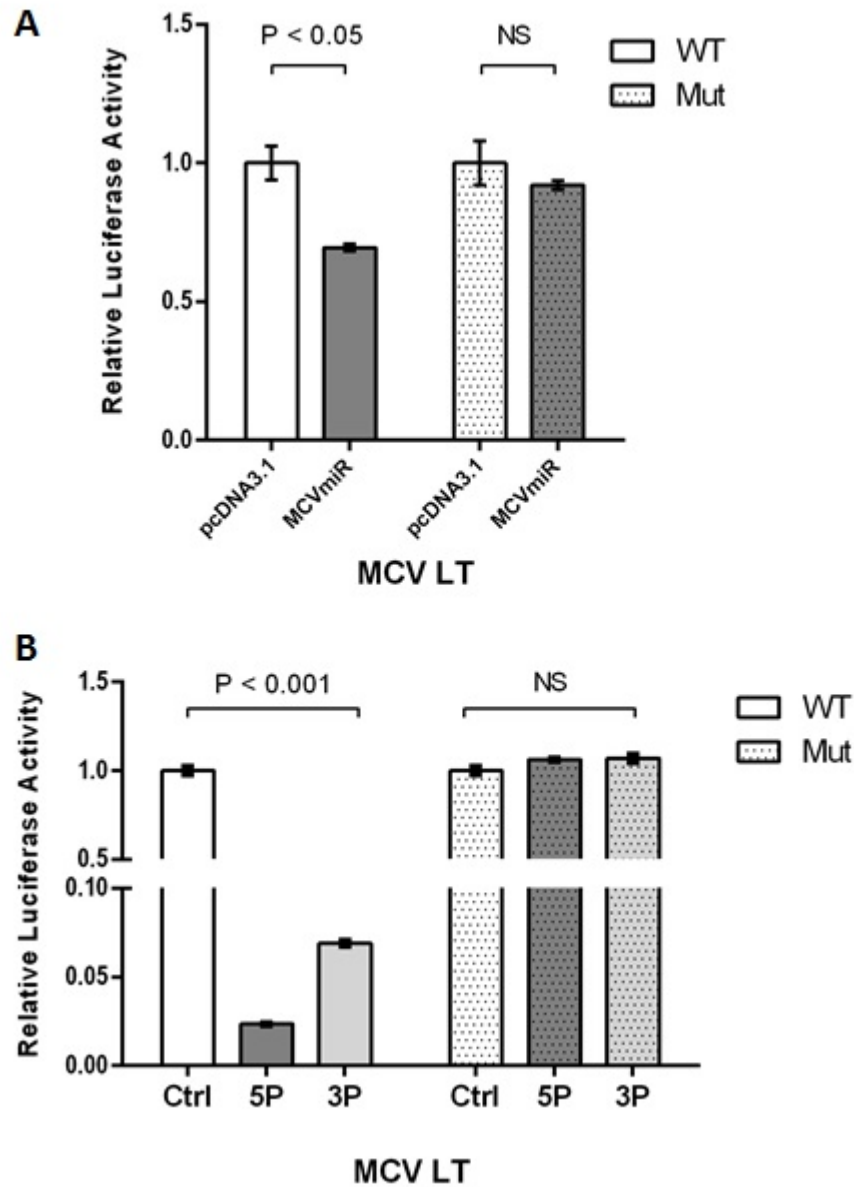 A
Relative Luciferase Activity
1.5
1.0
0.5
0.0
P < 0.05
NS
WT
Mut
pcDNA3.1
MCVmiR
pcDNA3.1
MCVmiR
MCV LT
B
Relative Luciferase Activity
1.5
1.0
0.5
0.10
0.05
0.00
P < 0.001
NS
WT
Mut
Ctrl 5P 3P Ctrl 5P 3P
MCV LT